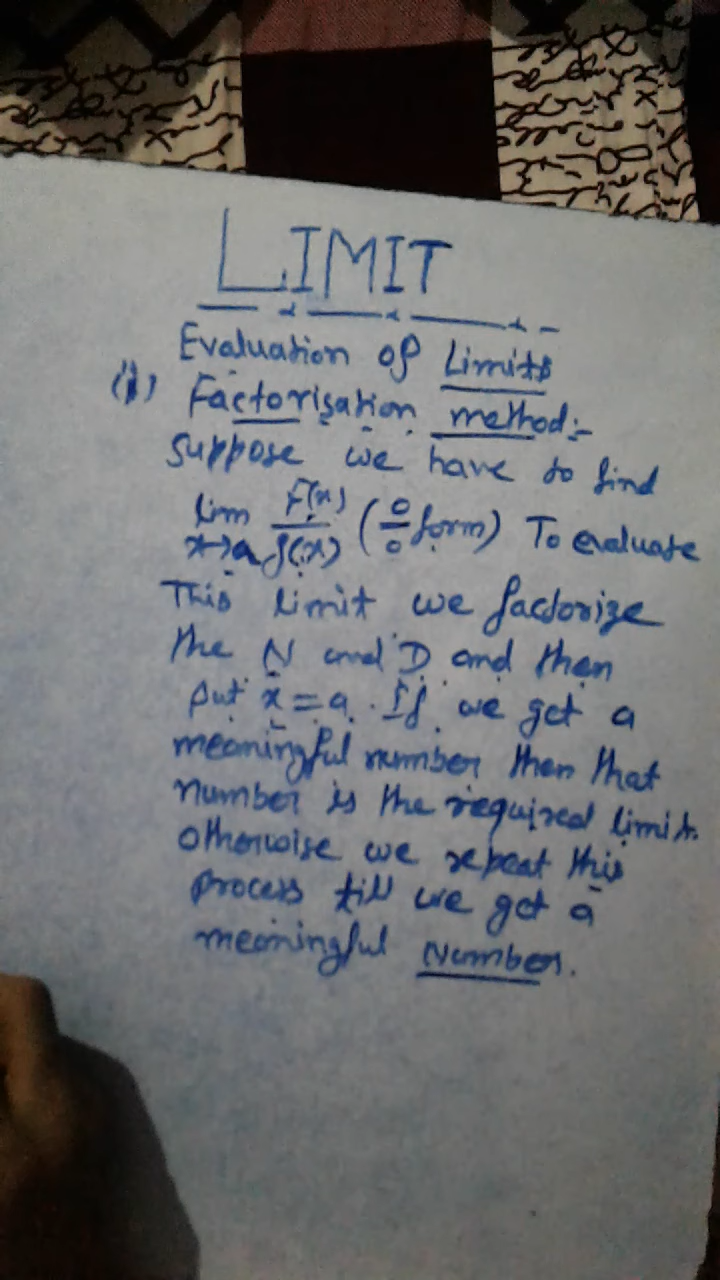 LIMIT
Evaluation of Limits
(i) Factorisation method:-
suppose we have to find
lim x→a F(x)/g(x) (0/0 form) To evaluate
This limit we factorize
the N and D and then
put x = a. If we get a
meaningful number then that
number is the required limit.
otherwise we repeat this
process till we get a
meaningful Number.